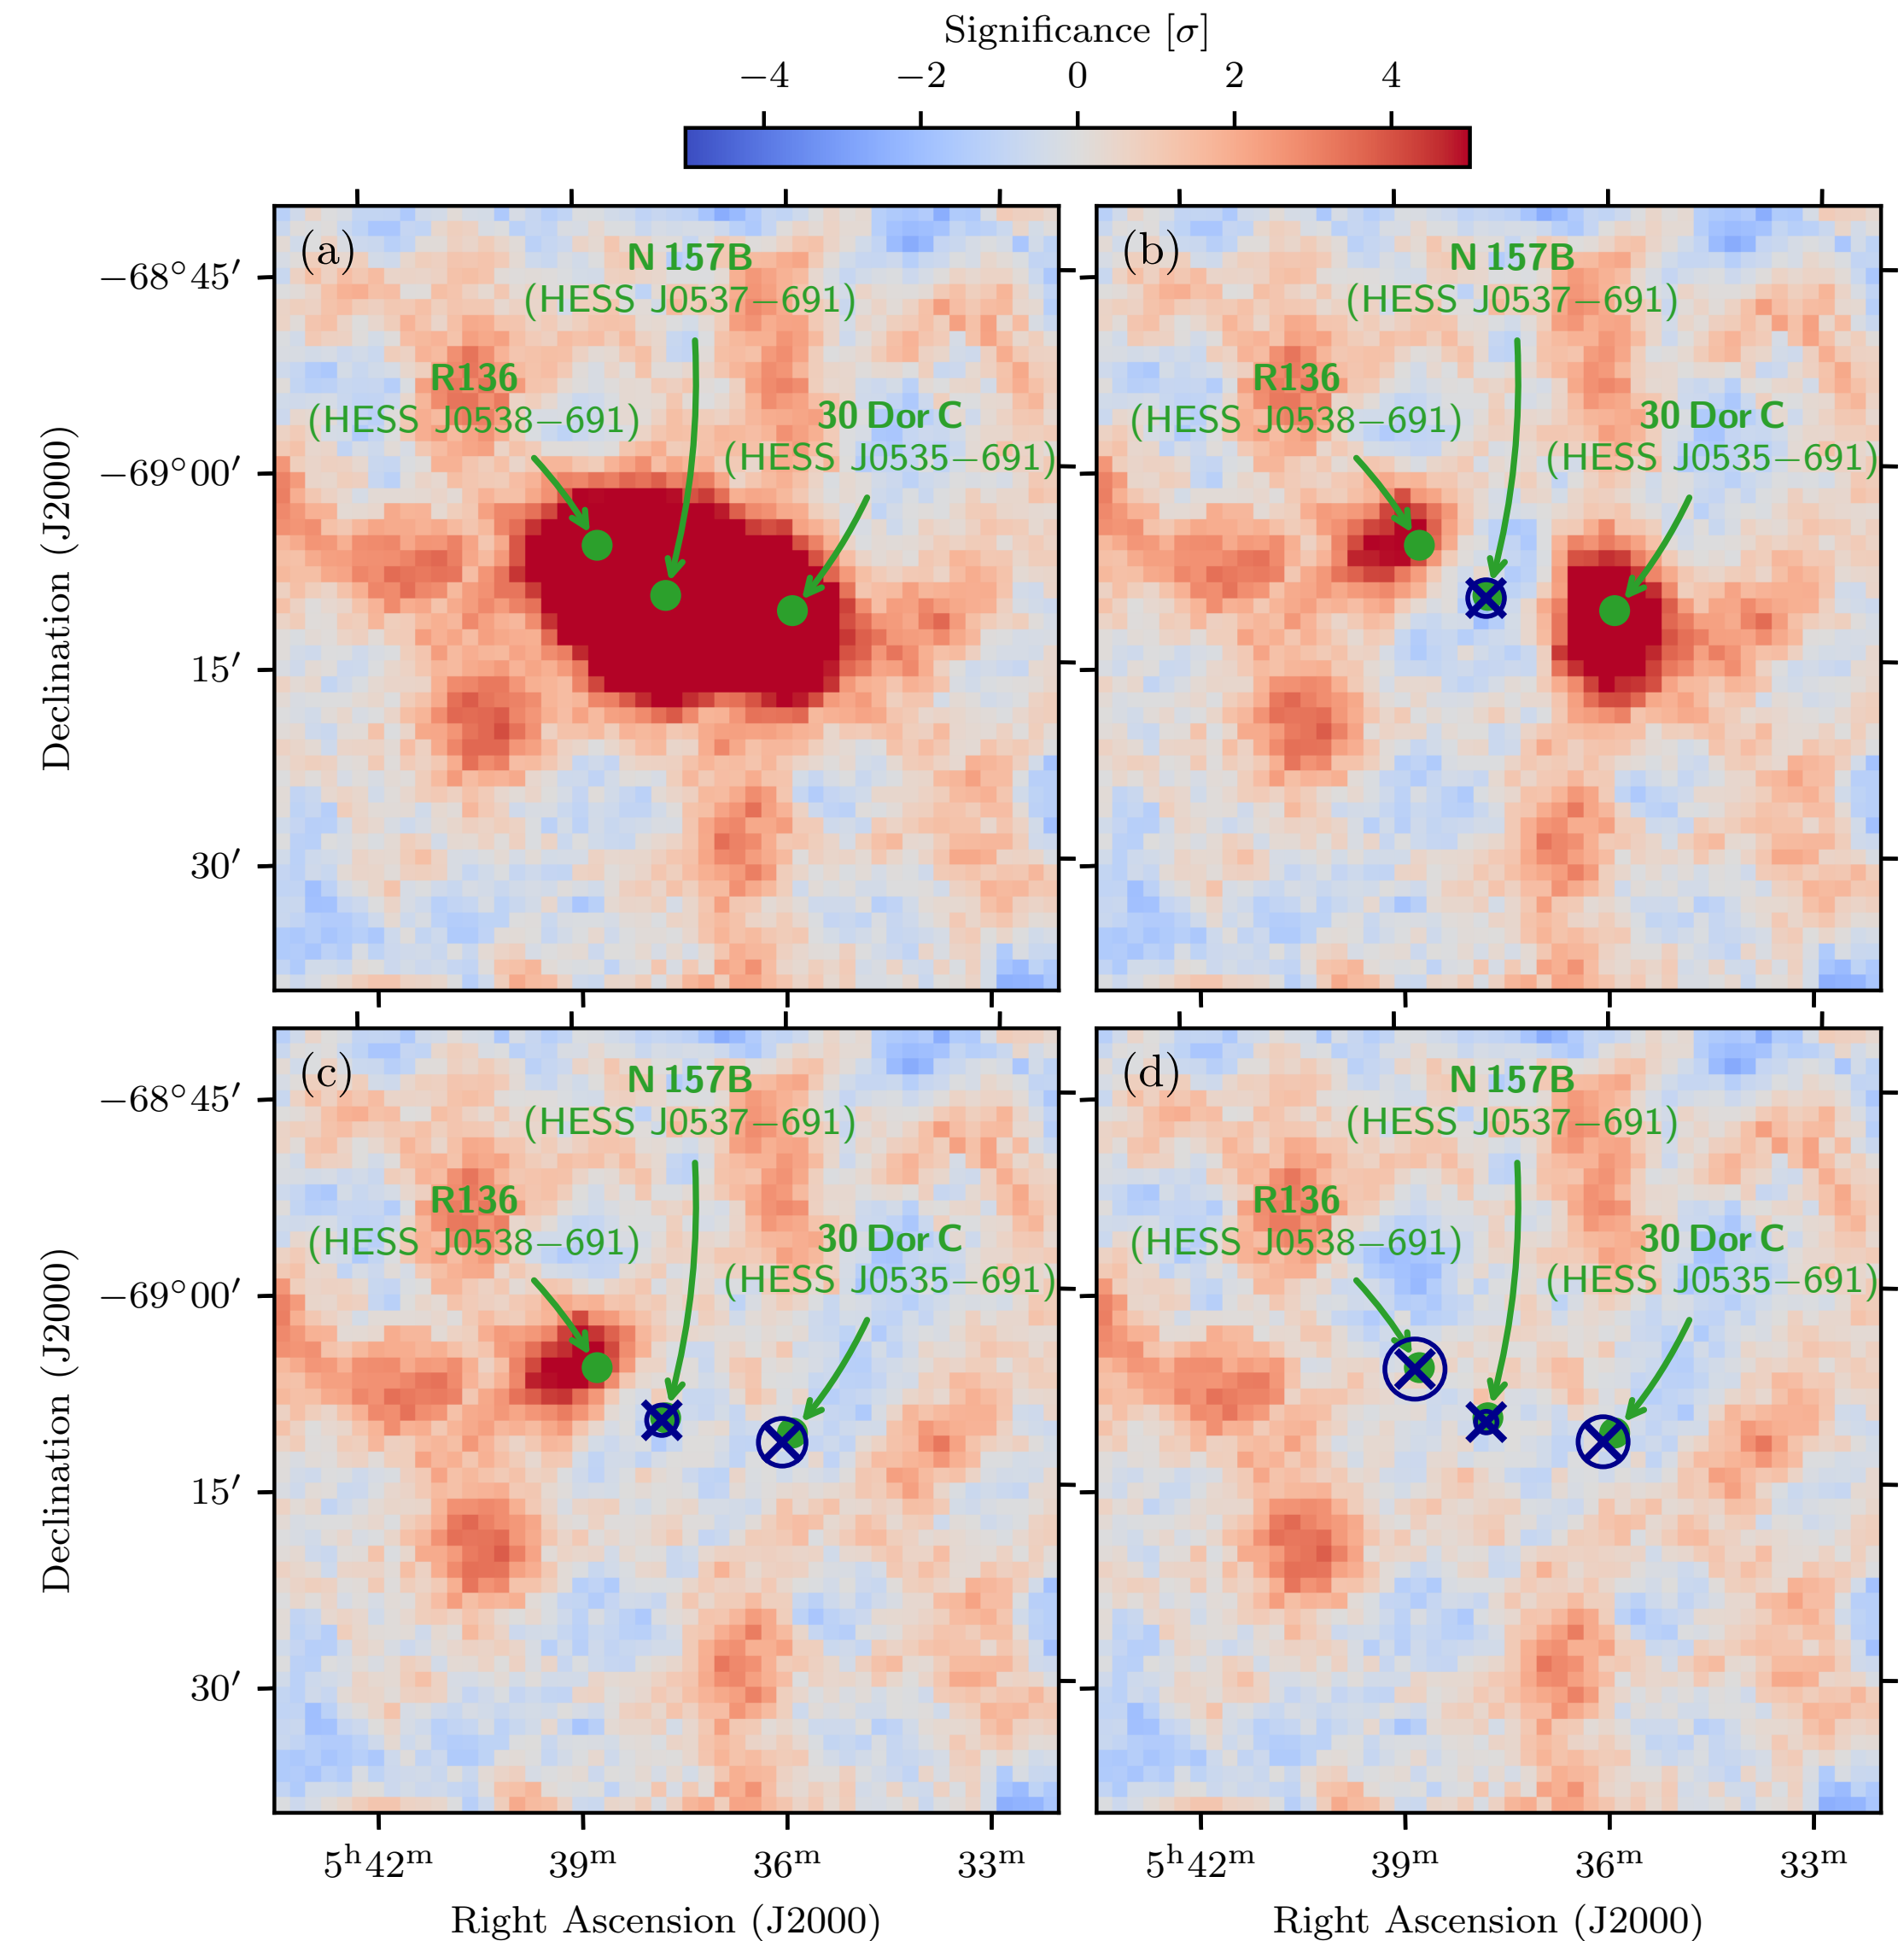 Significance [σ]
−4 −2 0 2 4
(a)
N 157B
(HESS J0537−691)
R136
(HESS J0538−691)
30 Dor C
(HESS J0535−691)
−68°45′
−69°00′
15′
30′
Declination (J2000)
(b)
N 157B
(HESS J0537−691)
R136
(HESS J0538−691)
30 Dor C
(HESS J0535−691)
(c)
N 157B
(HESS J0537−691)
R136
(HESS J0538−691)
30 Dor C
(HESS J0535−691)
−68°45′
−69°00′
15′
30′
Declination (J2000)
5ʰ42ᵐ 39ᵐ 36ᵐ 33ᵐ
Right Ascension (J2000)
(d)
N 157B
(HESS J0537−691)
R136
(HESS J0538−691)
30 Dor C
(HESS J0535−691)
5ʰ42ᵐ 39ᵐ 36ᵐ 33ᵐ
Right Ascension (J2000)